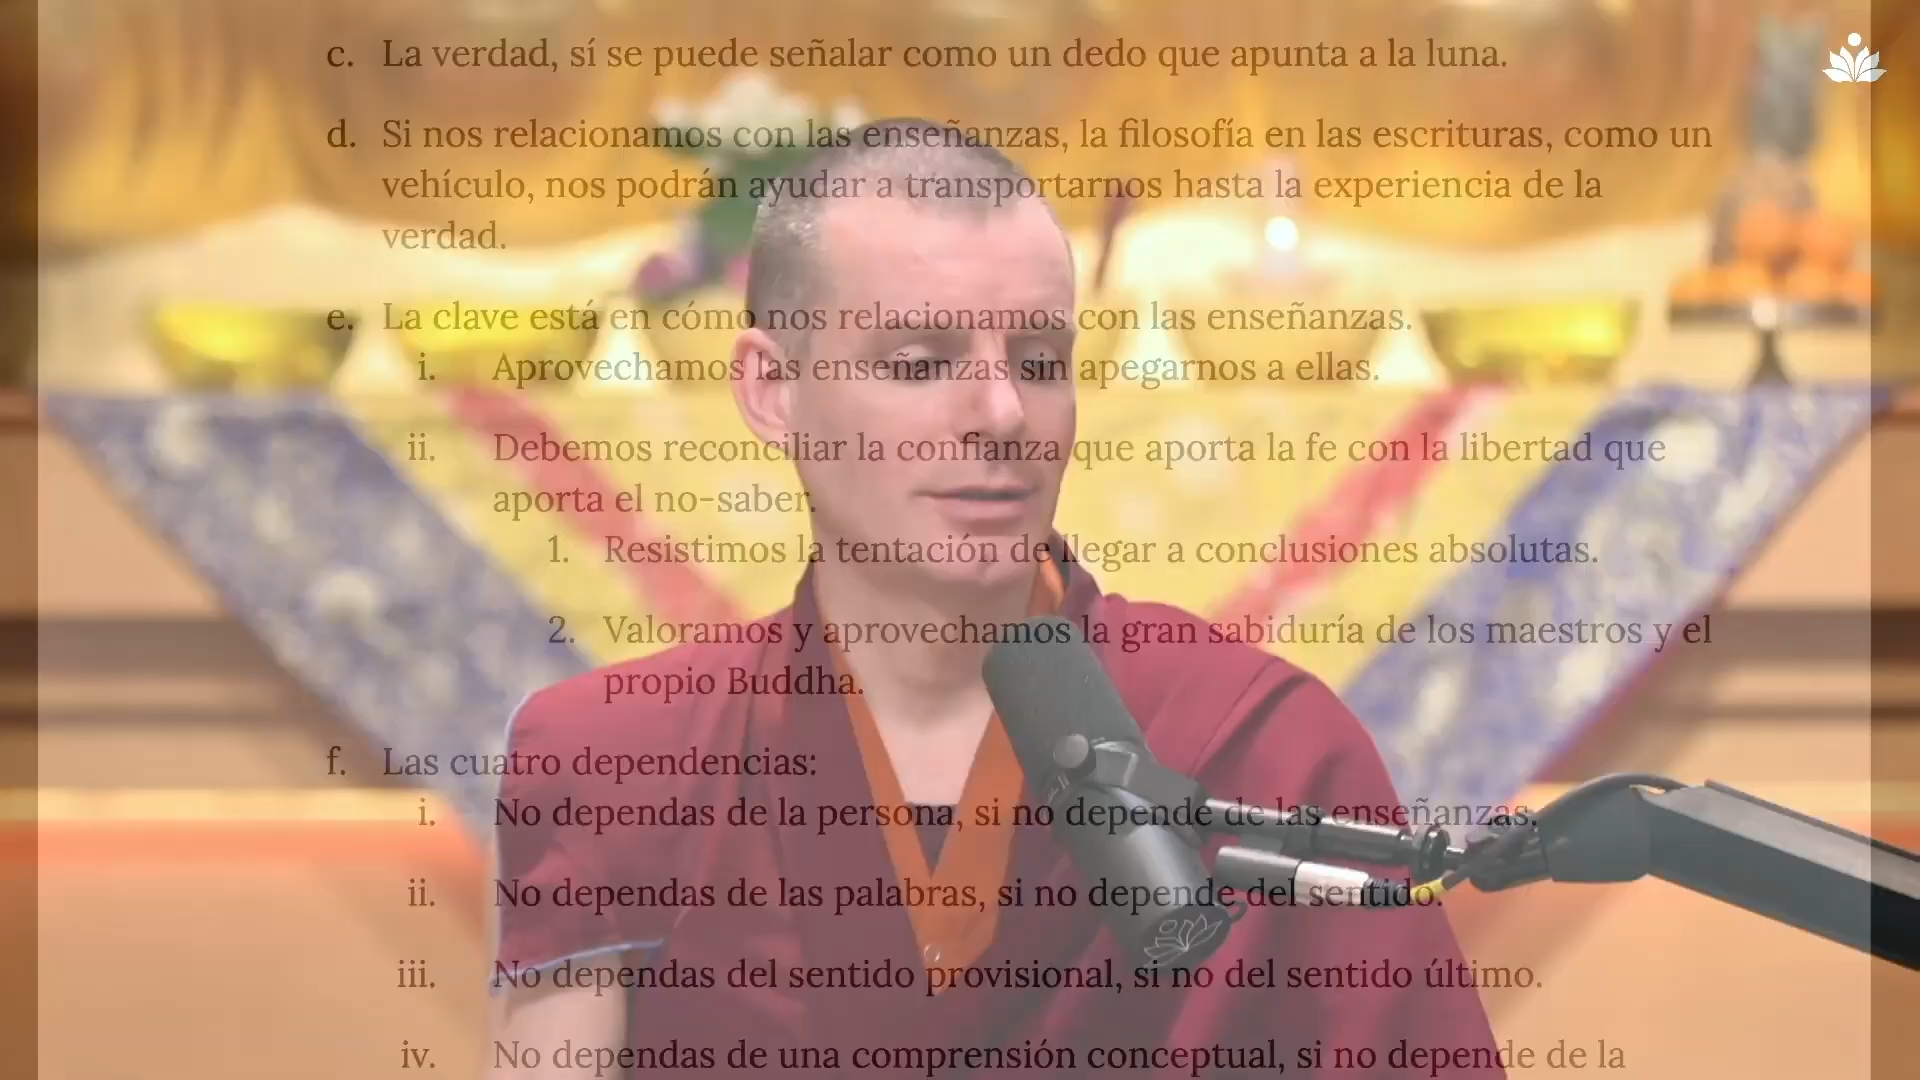 c. La verdad, sí se puede señalar como un dedo que apunta a la luna.
d. Si nos relacionamos con las enseñanzas, la filosofía en las escrituras, como un
vehículo, nos podrán ayudar a transportarnos hasta la experiencia de la
verdad.
e. La clave está en cómo nos relacionamos con las enseñanzas.
i. Aprovechamos las enseñanzas sin apegarnos a ellas.
ii. Debemos reconciliar la confianza que aporta la fe con la libertad que
aporta el no-saber.
1. Resistimos la tentación de llegar a conclusiones absolutas.
2. Valoramos y aprovechamos la gran sabiduría de los maestros y el
propio Buddha.
f. Las cuatro dependencias:
i. No dependas de la persona, si no depende de las enseñanzas.
ii. No dependas de las palabras, si no depende del sentido.
iii. No dependas del sentido provisional, si no del sentido último.
iv. No dependas de una comprensión conceptual, si no depende de la